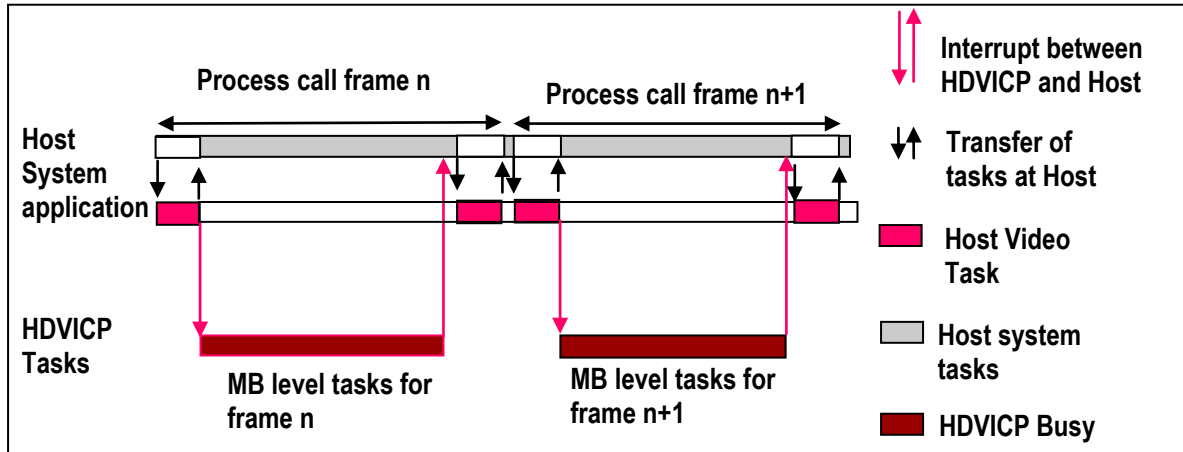 Process call frame n
Process call frame n+1
Host
System
application
HDVICP
Tasks
MB level tasks for
frame n
MB level tasks for
frame n+1
Interrupt between
HDVICP and Host
Transfer of
tasks at Host
Host Video
Task
Host system
tasks
HDVICP Busy